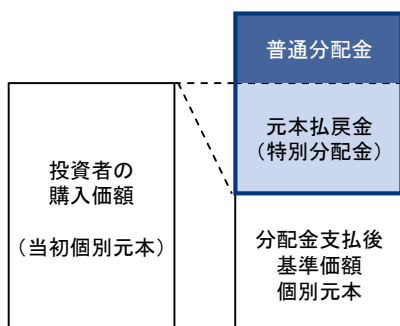 普通分配金
元本払戻金
（特別分配金）
投資者の
購入価額
（当初個別元本）
分配金支払後
基準価額
個別元本